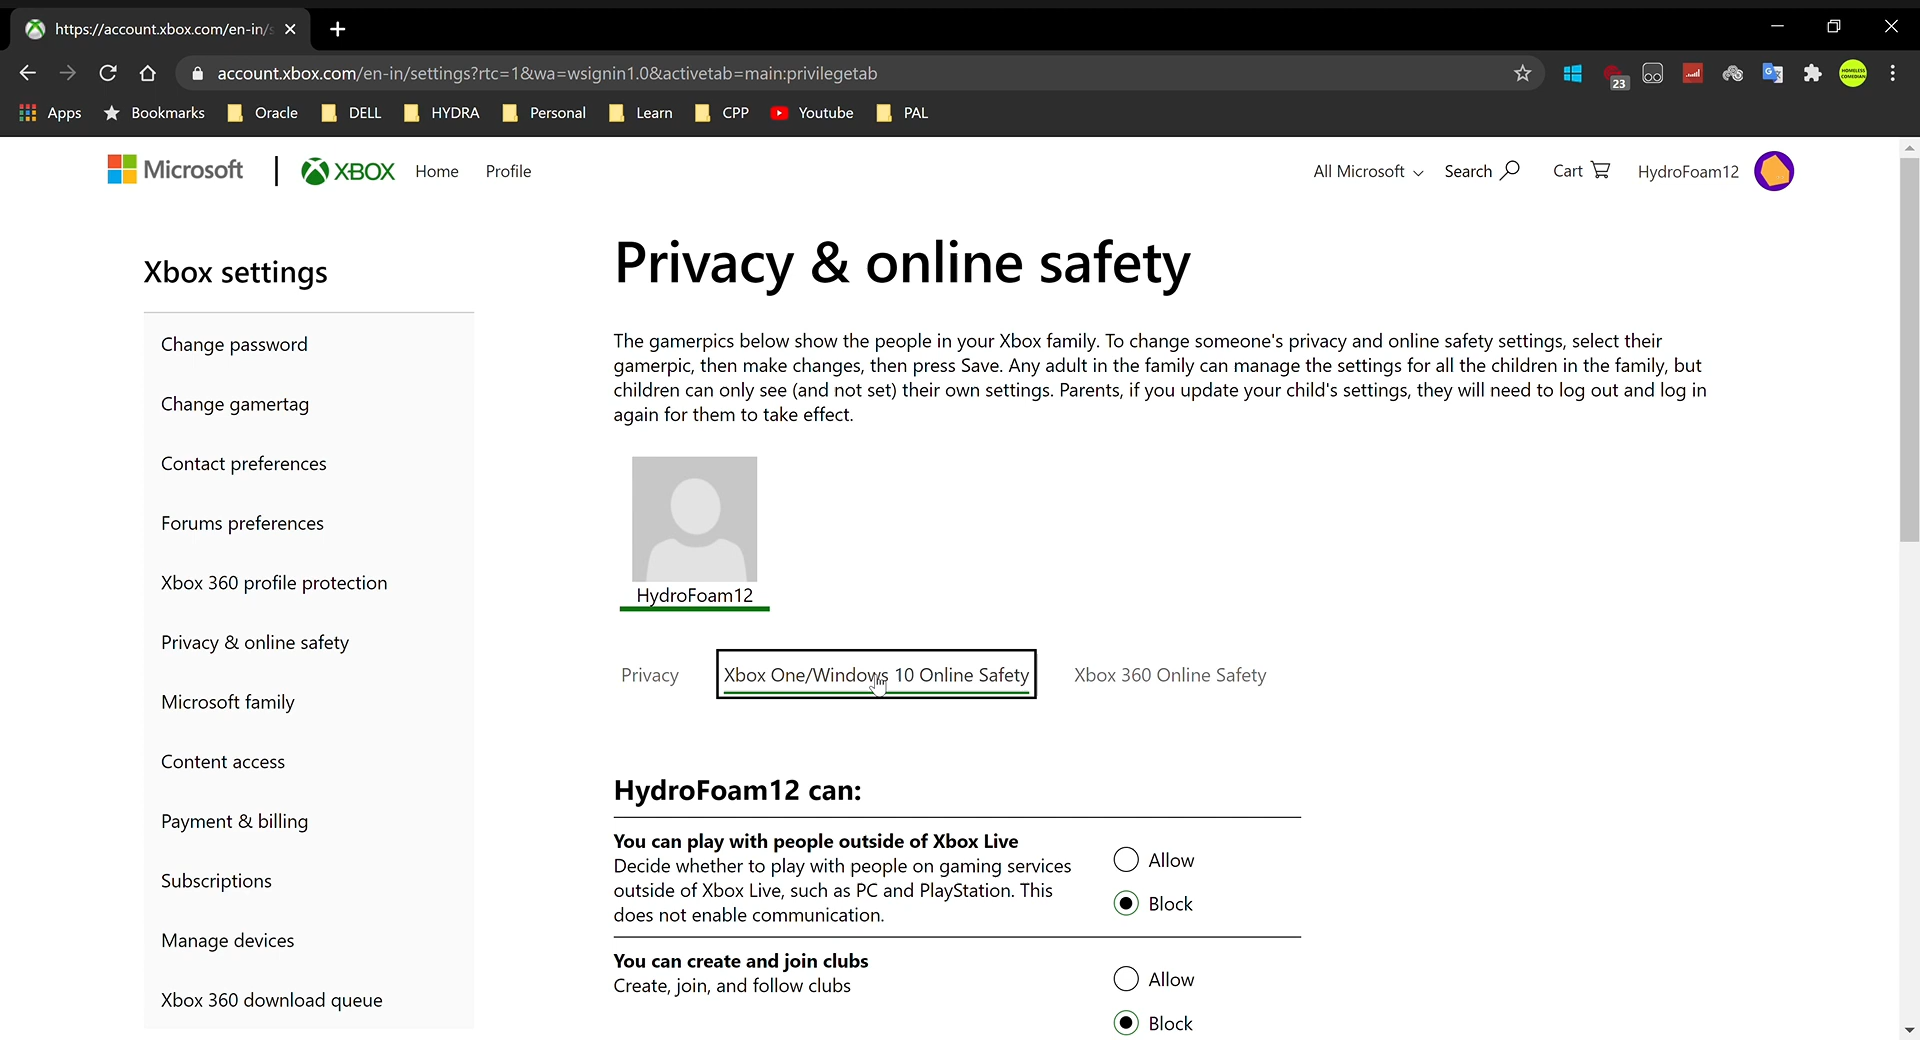 https://account.xbox.com/en-in/s
account.xbox.com/en-in/settings?rtc=1&wa=wsignin1.0&activetab=main:privilegetab
23
Apps
Bookmarks
Oracle
DELL
HYDRA
Personal
Learn
CPP
Youtube
PAL
Microsoft
XBOX
Home
Profile
All Microsoft
Search
Cart
HydroFoam12
Xbox settings
Change password
Change gamertag
Contact preferences
Forums preferences
Xbox 360 profile protection
Privacy & online safety
Microsoft family
Content access
Payment & billing
Subscriptions
Manage devices
Xbox 360 download queue
Privacy & online safety
The gamerpics below show the people in your Xbox family. To change someone's privacy and online safety settings, select their
gamerpic, then make changes, then press Save. Any adult in the family can manage the settings for all the children in the family, but
children can only see (and not set) their own settings. Parents, if you update your child's settings, they will need to log out and log in
again for them to take effect.
HydroFoam12
Privacy
Xbox One/Windows 10 Online Safety
Xbox 360 Online Safety
HydroFoam12 can:
You can play with people outside of Xbox Live
Decide whether to play with people on gaming services
outside of Xbox Live, such as PC and PlayStation. This
does not enable communication.
Allow
Block
You can create and join clubs
Create, join, and follow clubs
Allow
Block